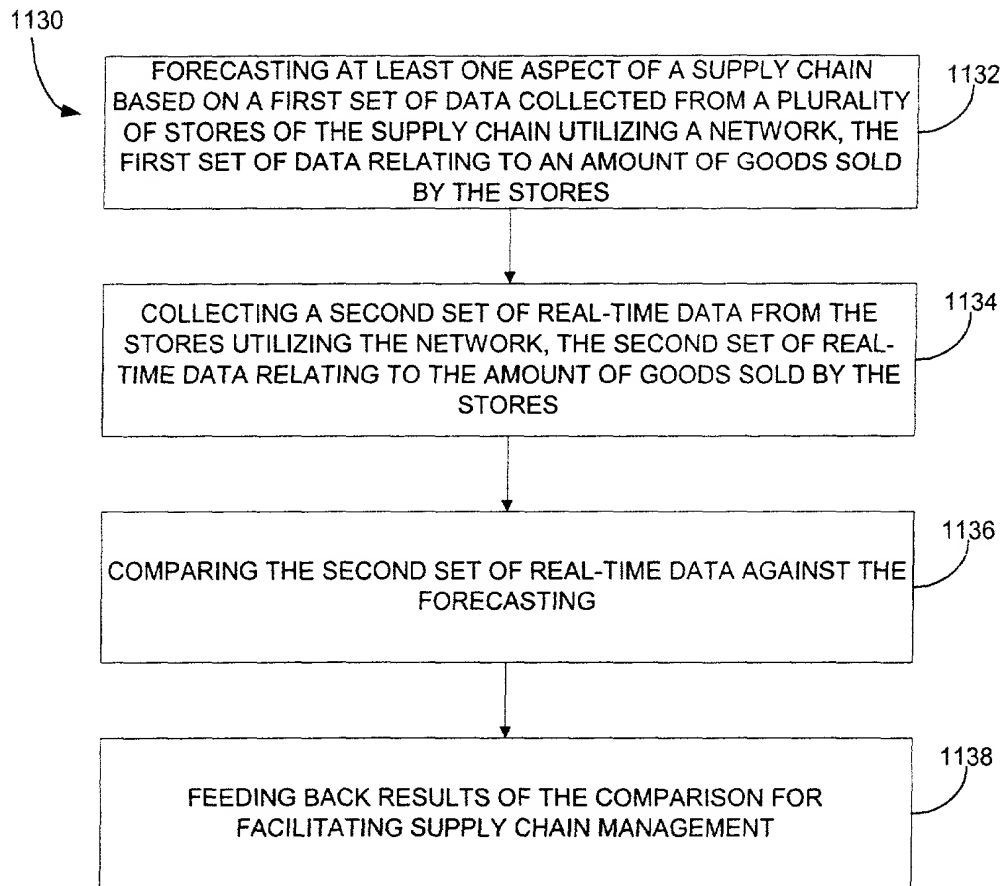 1130
FORECASTING AT LEAST ONE ASPECT OF A SUPPLY CHAIN
BASED ON A FIRST SET OF DATA COLLECTED FROM A PLURALITY
OF STORES OF THE SUPPLY CHAIN UTILIZING A NETWORK, THE
FIRST SET OF DATA RELATING TO AN AMOUNT OF GOODS SOLD
BY THE STORES
1132
COLLECTING A SECOND SET OF REAL-TIME DATA FROM THE
STORES UTILIZING THE NETWORK, THE SECOND SET OF REAL-
TIME DATA RELATING TO THE AMOUNT OF GOODS SOLD BY THE
STORES
1134
COMPARING THE SECOND SET OF REAL-TIME DATA AGAINST THE
FORECASTING
1136
FEEDING BACK RESULTS OF THE COMPARISON FOR
FACILITATING SUPPLY CHAIN MANAGEMENT
1138